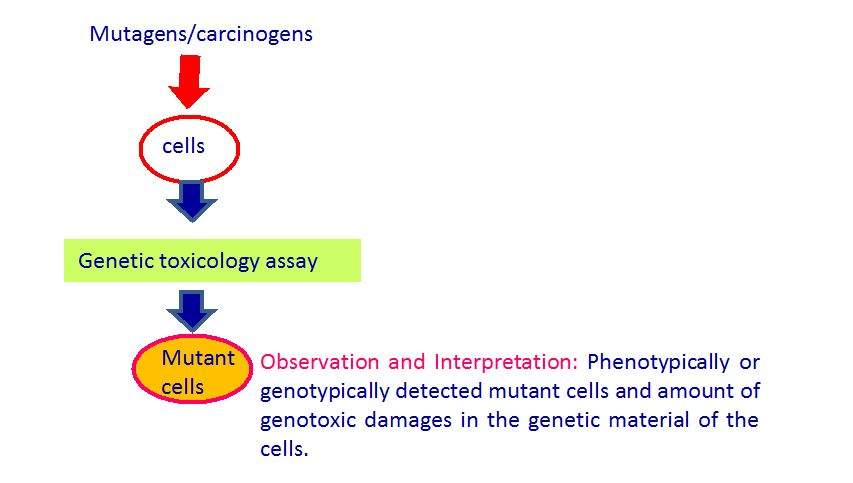 Mutagens/carcinogens
cells
Genetic toxicology assay
Mutant
cells
Observation and Interpretation: Phenotypically or
genotypically detected mutant cells and amount of
genotoxic damages in the genetic material of the
cells.